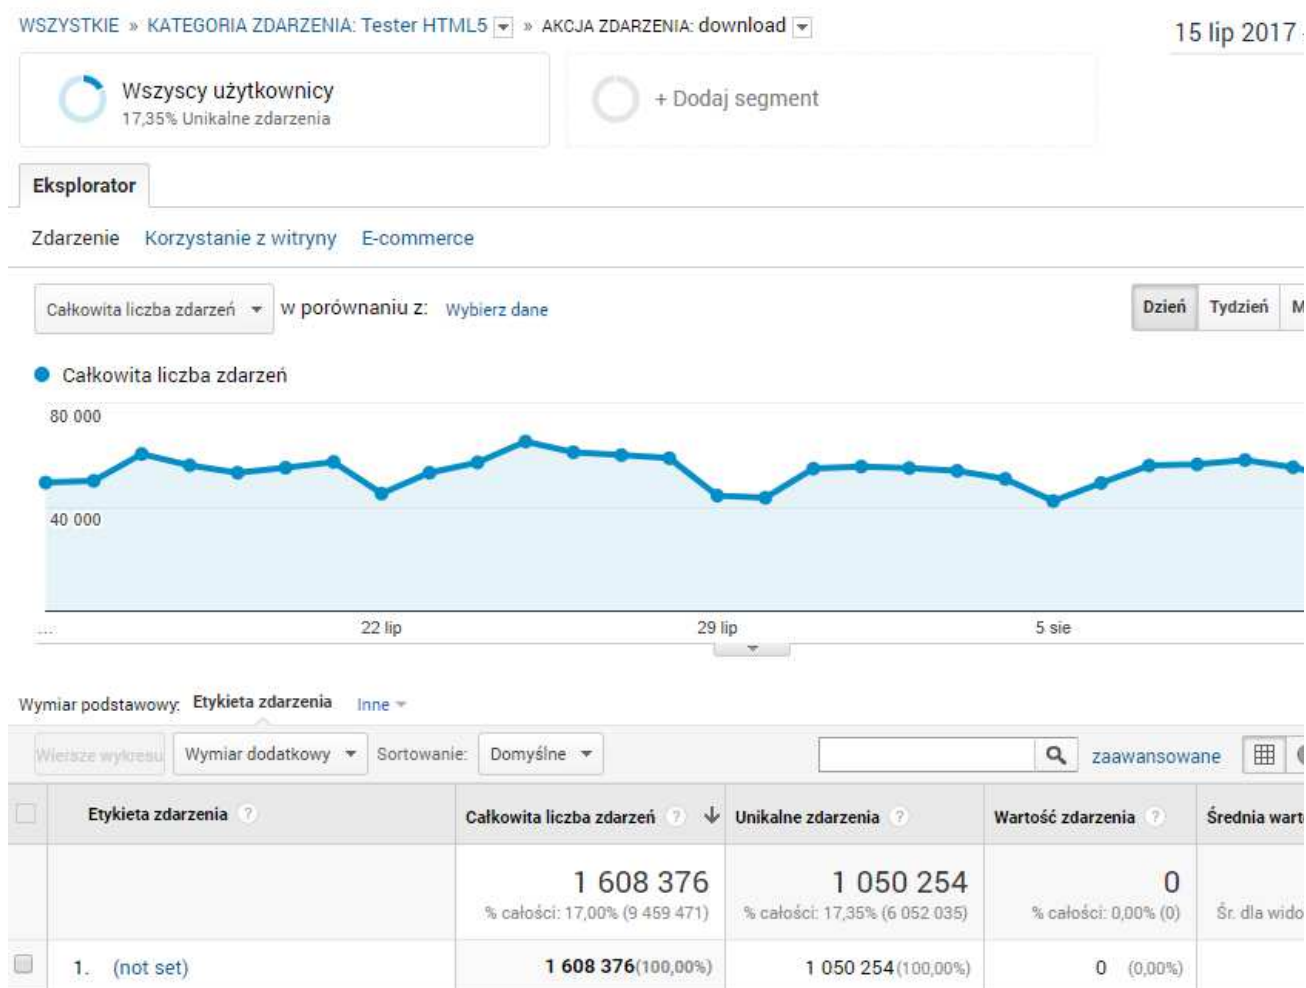 WSZYSTKIE » KATEGORIA ZDARZENIA: Tester HTML5 » AKCJA ZDARZENIA: download
15 lip 2017
Wszyscy użytkownicy
17,35% Unikalne zdarzenia
+ Dodaj segment
Eksplorator
Zdarzenie Korzystanie z witryny E-commerce
Całkowita liczba zdarzeń w porównaniu z: Wybierz dane
Dzień Tydzień M
Całkowita liczba zdarzeń
80 000
40 000
... 22 lip 29 lip 5 sie
Wymiar podstawowy: Etykieta zdarzenia Inne
Wiersze wykresu Wymiar dodatkowy Sortowanie: Domyślne zaawansowane
Etykieta zdarzenia ? Całkowita liczba zdarzeń ? Unikalne zdarzenia ? Wartość zdarzenia ? Średnia wart
1 608 376 1 050 254 0
% całości: 17,00% (9 459 471) % całości: 17,35% (6 052 035) % całości: 0,00% (0) Śr. dla wido
1. (not set) 1 608 376(100,00%) 1 050 254(100,00%) 0 (0,00%)